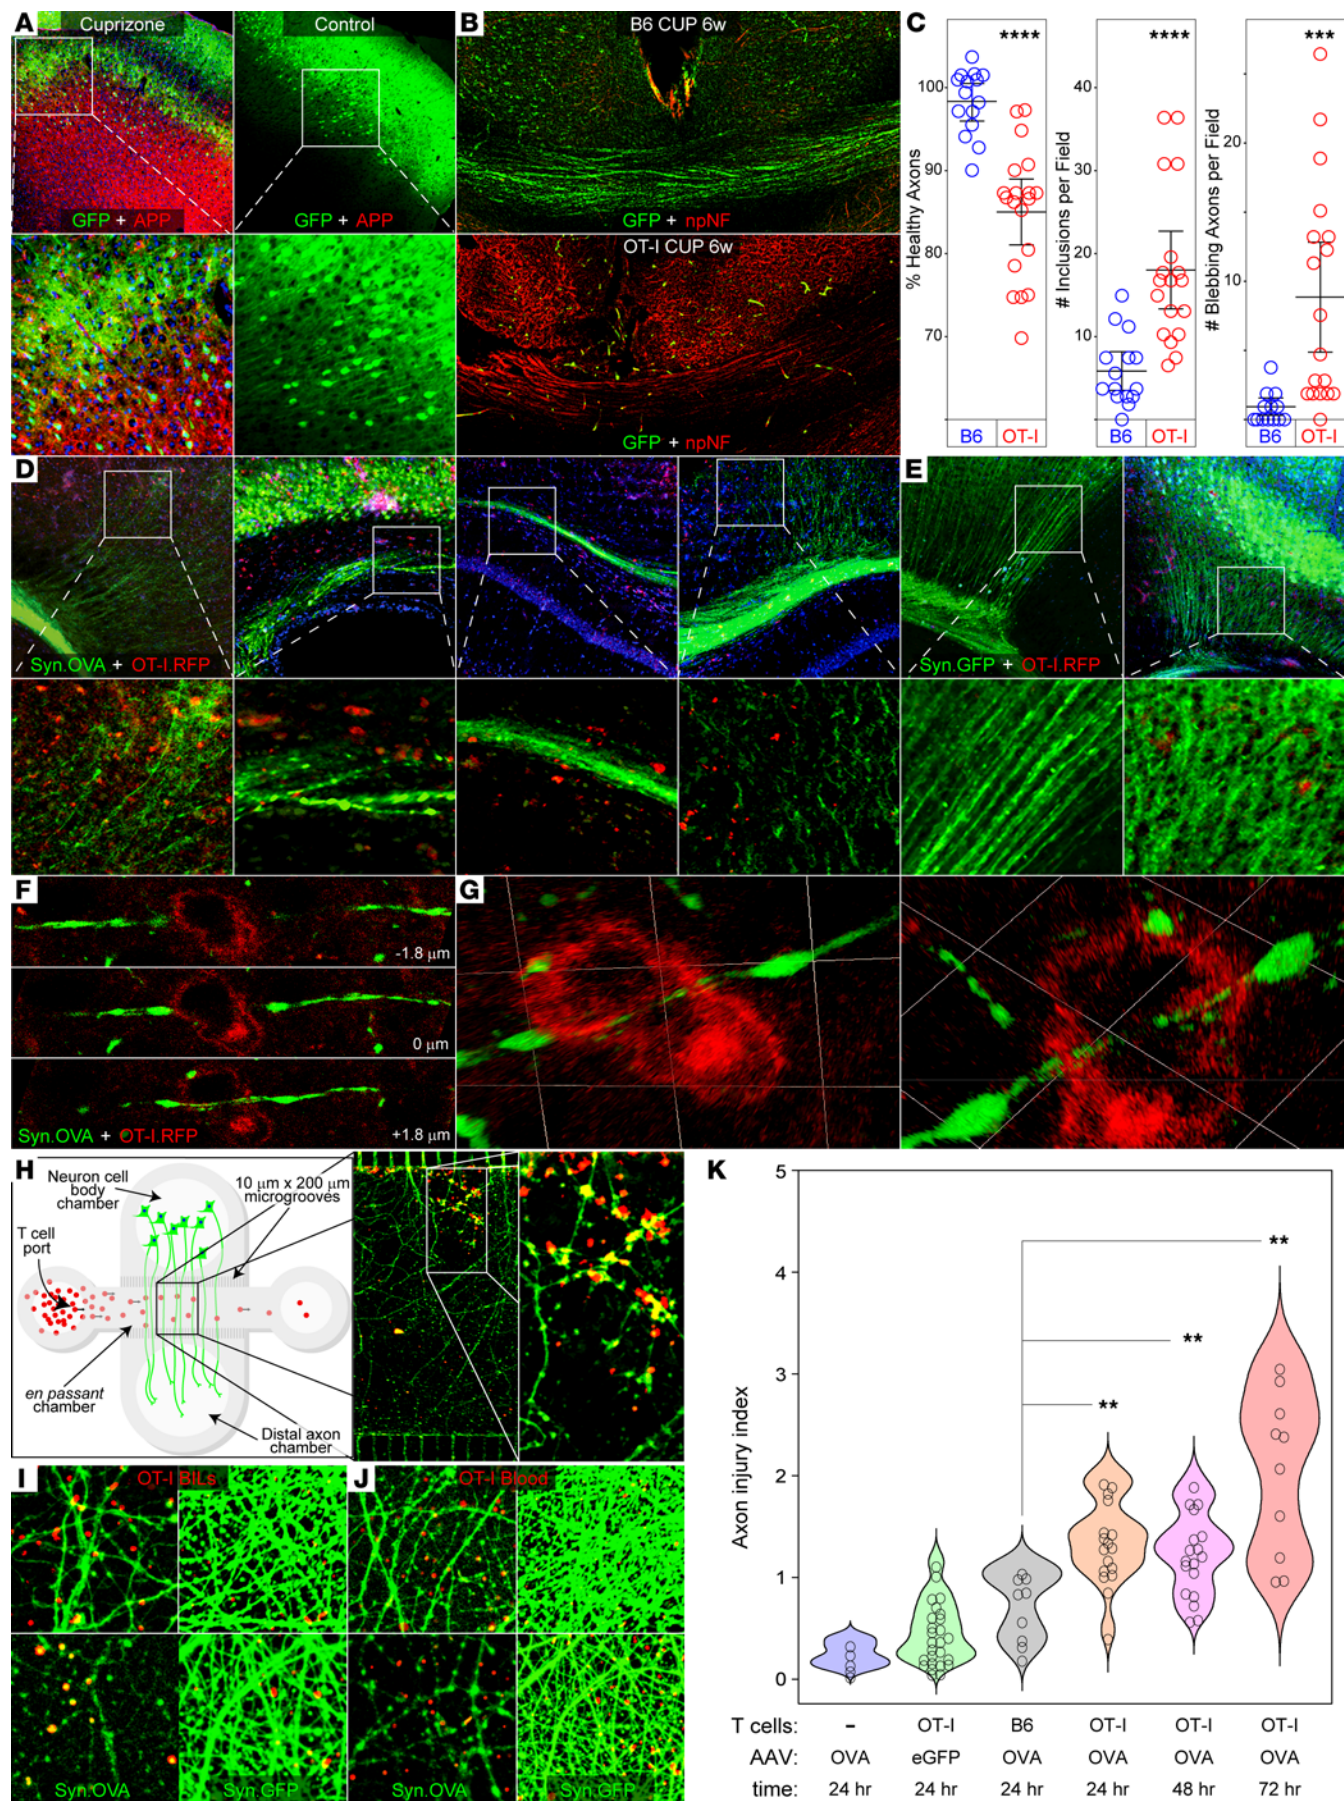 A
Cuprizone
Control
GFP + APP
GFP + APP
B
B6 CUP 6w
GFP + npNF
OT-I CUP 6w
GFP + npNF
C
% Healthy Axons
100
90
80
70
****
B6
OT-I
# Inclusions per Field
40
30
20
10
****
B6
OT-I
# Blebbing Axons per Field
20
10
***
B6
OT-I
D
Syn.OVA + OT-I.RFP
E
Syn.GFP + OT-I.RFP
F
-1.8 µm
0 µm
Syn.OVA + OT-I.RFP
+1.8 µm
G
H
Neuron cell
body
chamber
10 µm x 200 µm
microgrooves
T cell
port
en passant
chamber
Distal axon
chamber
I
OT-I BILs
Syn.OVA
Syn.GFP
J
OT-I Blood
Syn.OVA
Syn.GFP
K
Axon injury index
5
4
3
2
1
0
**
**
**
T cells: – OT-I B6 OT-I OT-I OT-I
AAV: OVA eGFP OVA OVA OVA OVA
time: 24 hr 24 hr 24 hr 24 hr 48 hr 72 hr